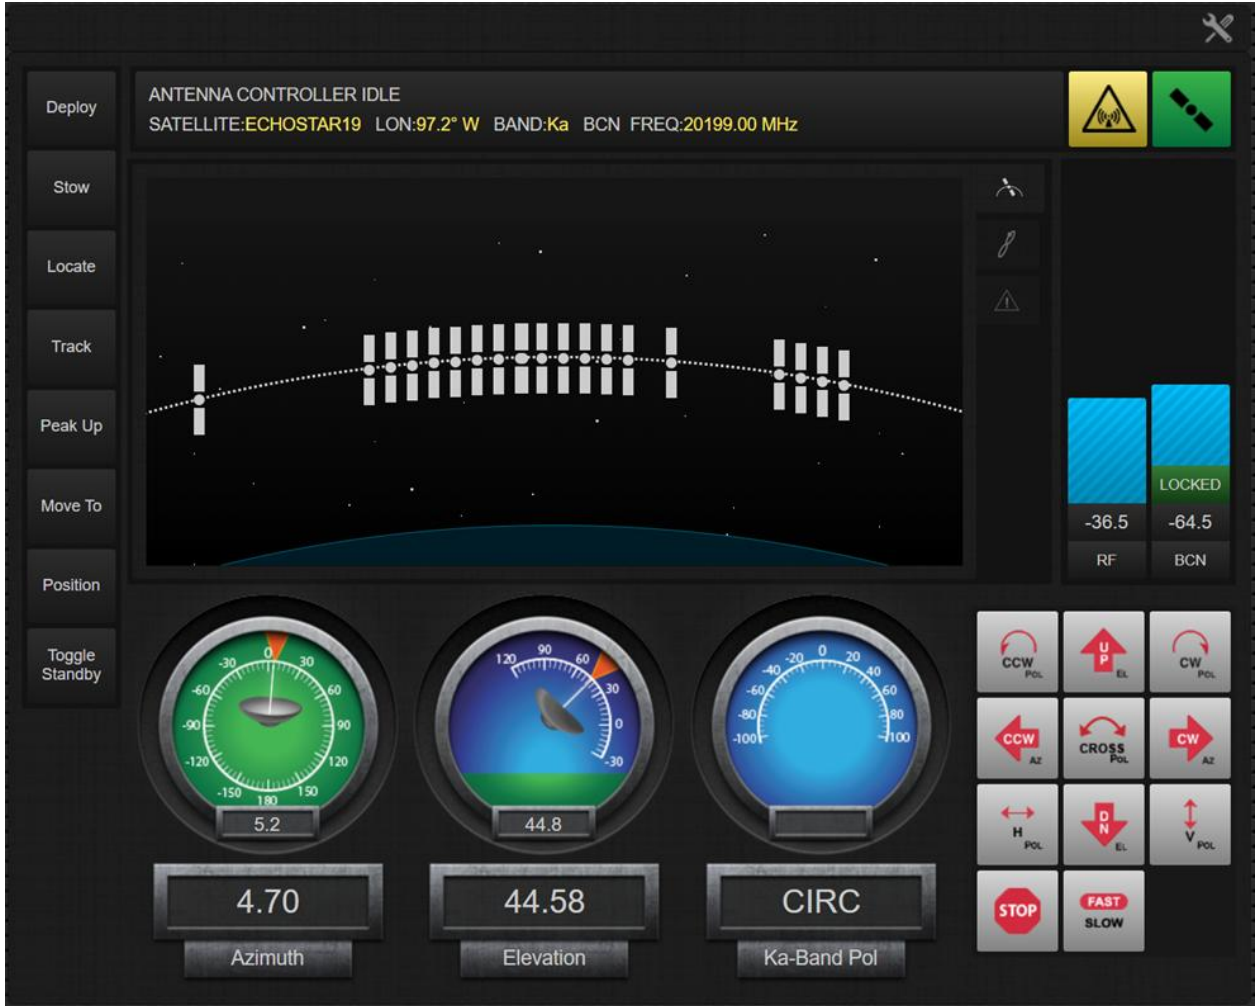 Deploy
Stow
Locate
Track
Peak Up
Move To
Position
Toggle
Standby
ANTENNA CONTROLLER IDLE
SATELLITE:ECHOSTAR19 LON:97.2° W BAND:Ka BCN FREQ:20199.00 MHz
LOCKED
-36.5 -64.5
RF BCN
-30 0 30
-60 60
-90 90
-120 120
-150 180 150
5.2
120 90 60
30
0
-30
44.8
-20 0 20
-40 40
-60 60
-80 80
-100 100
4.70
Azimuth
44.58
Elevation
CIRC
Ka-Band Pol
CCW
POL
UP
EL
CW
POL
CCW
AZ
CROSS
POL
CW
AZ
H
POL
DN
EL
V
POL
STOP
FAST
SLOW